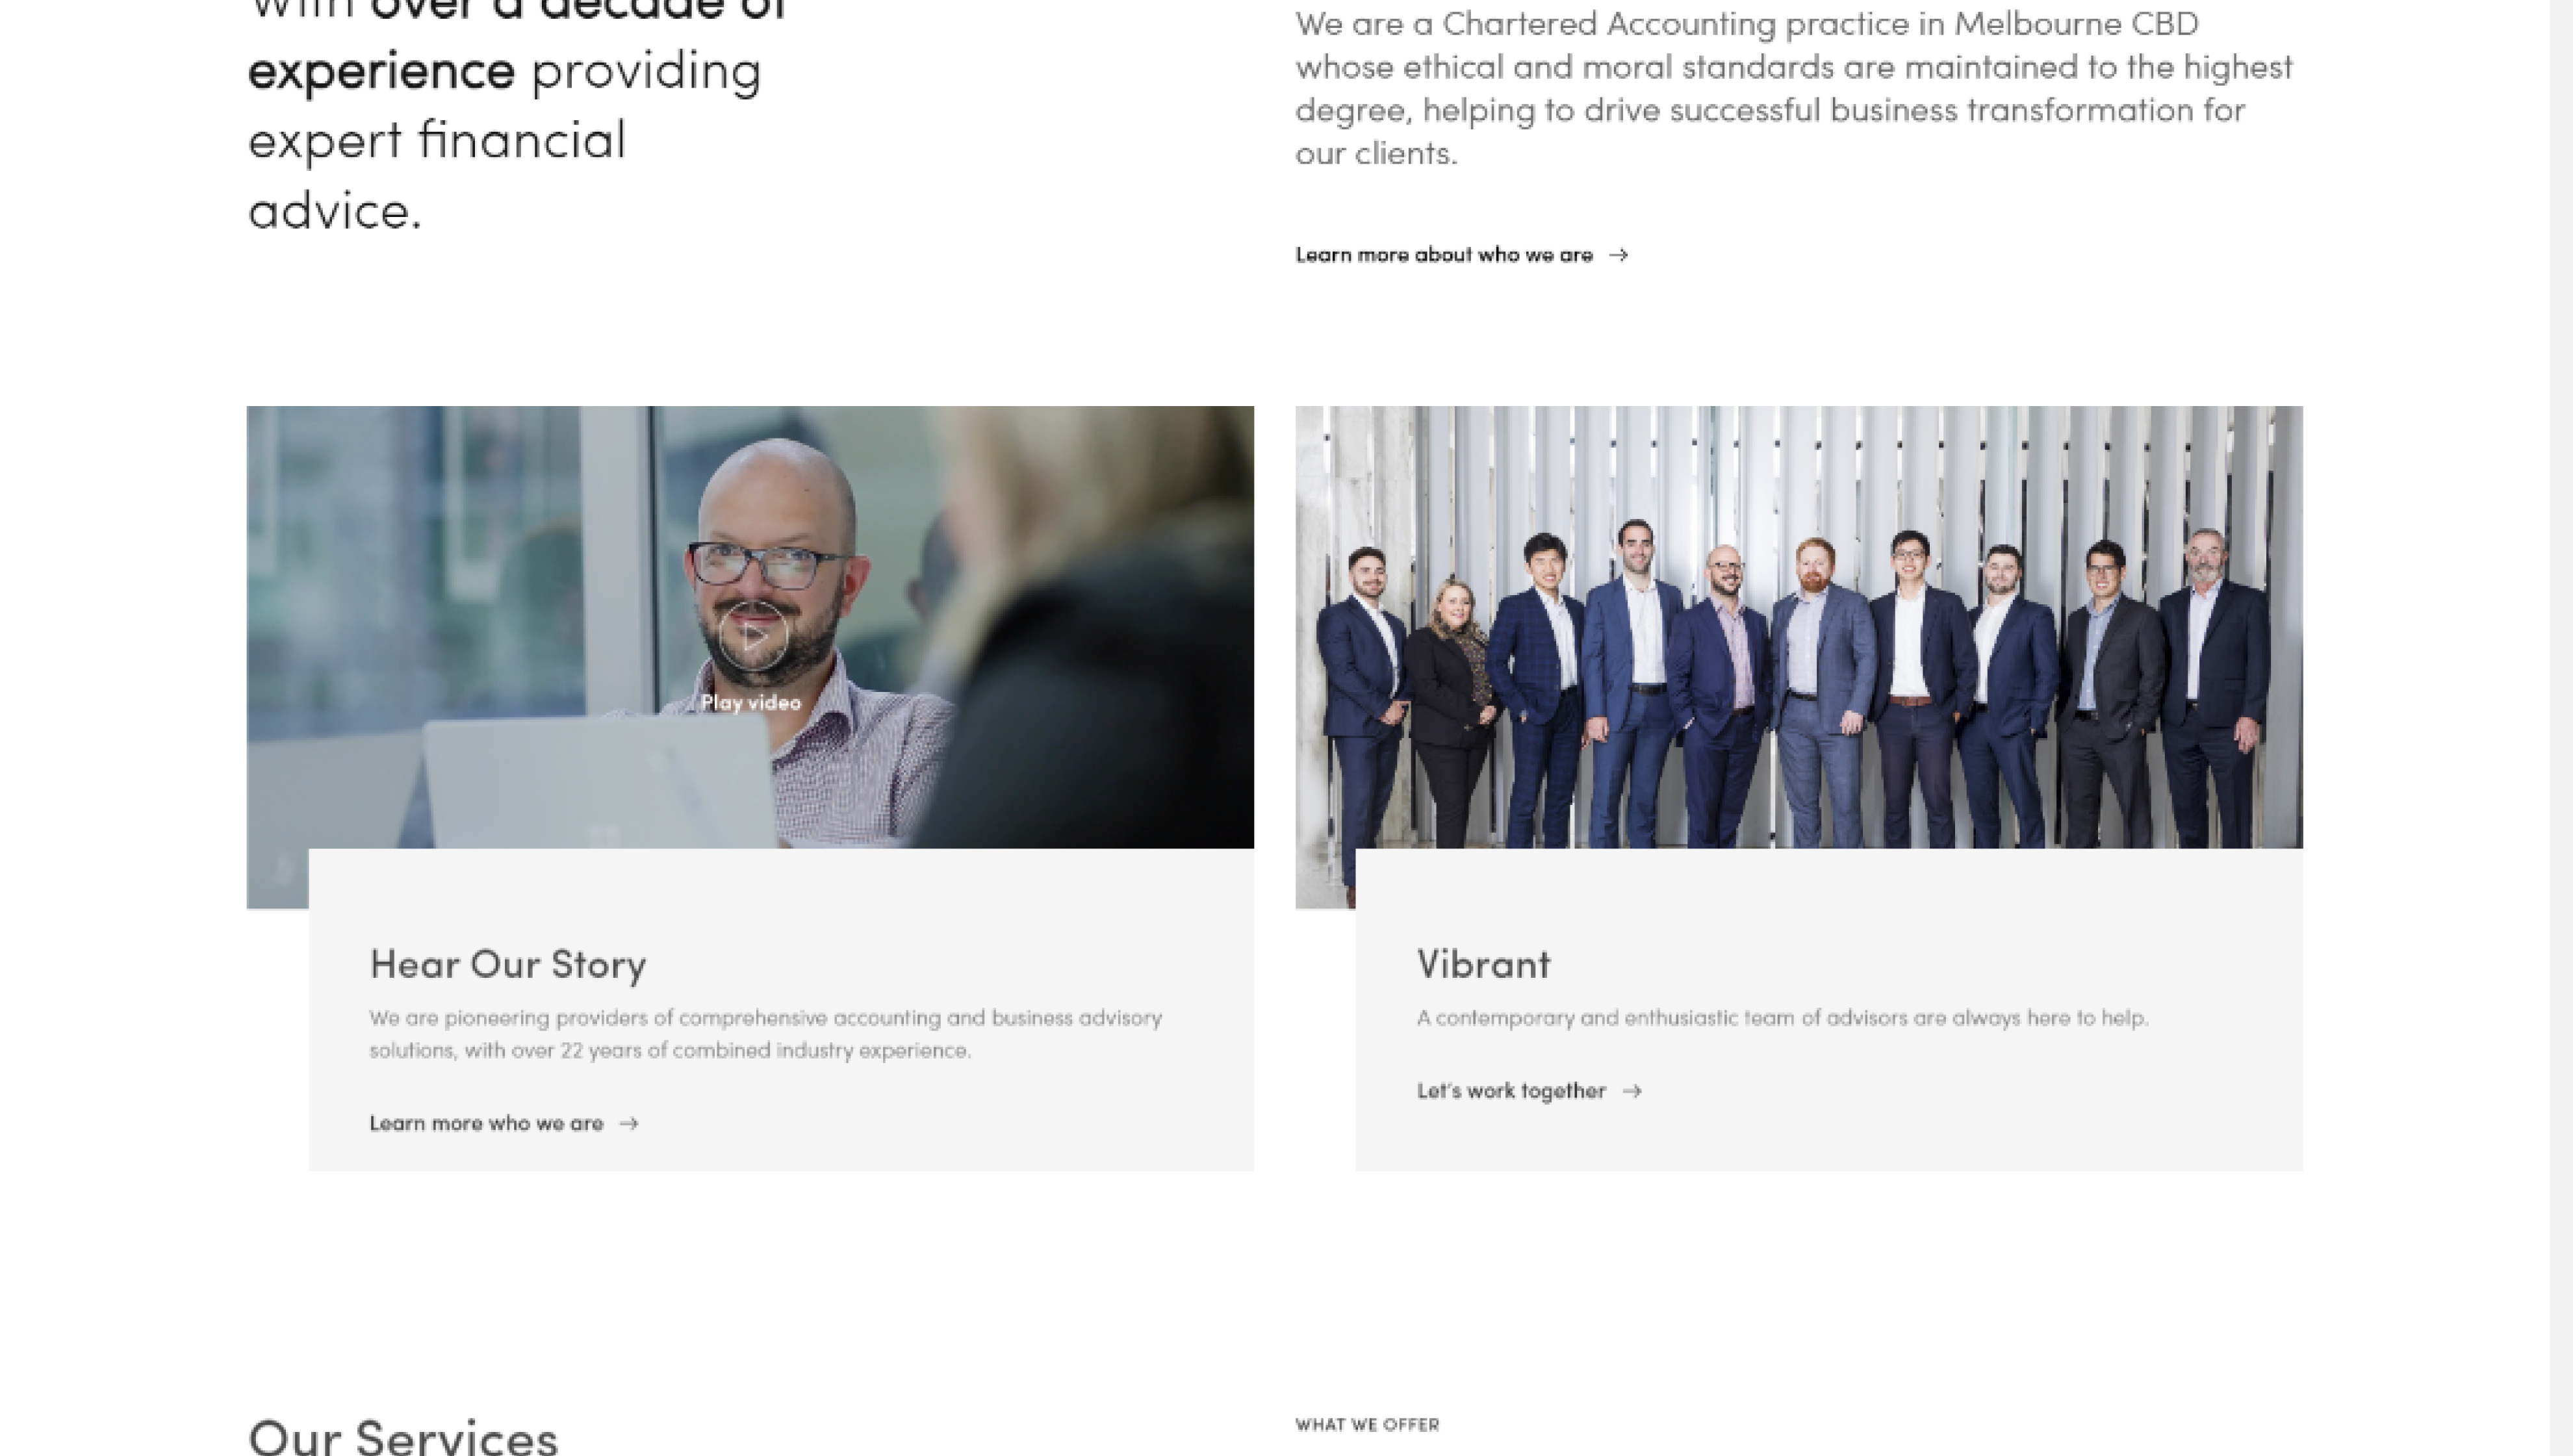 With over a decade of
experience providing
expert financial
advice.
We are a Chartered Accounting practice in Melbourne CBD
whose ethical and moral standards are maintained to the highest
degree, helping to drive successful business transformation for
our clients.
Learn more about who we are →
Play video
Hear Our Story
We are pioneering providers of comprehensive accounting and business advisory
solutions, with over 22 years of combined industry experience.
Learn more who we are →
Vibrant
A contemporary and enthusiastic team of advisors are always here to help.
Let's work together →
Our Services
WHAT WE OFFER